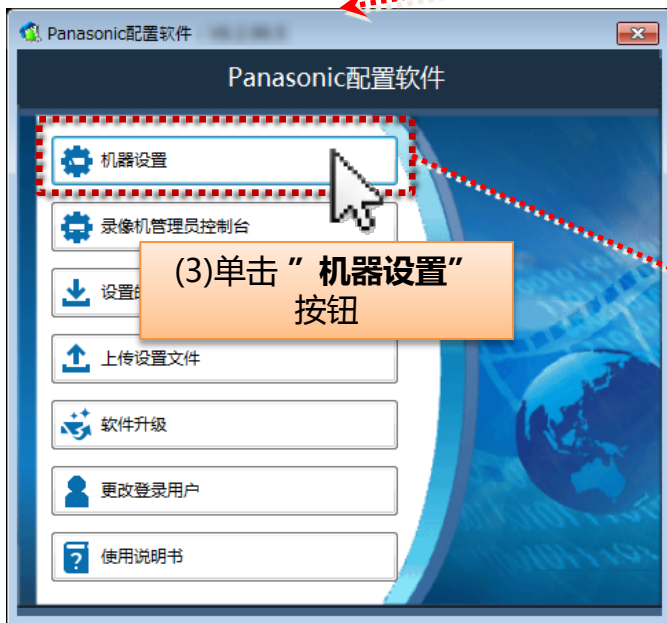 Panasonic配置软件
Panasonic配置软件
机器设置
录像机管理员控制台
(3)单击 ”机器设置”
按钮
设置
上传设置文件
软件升级
更改登录用户
使用说明书